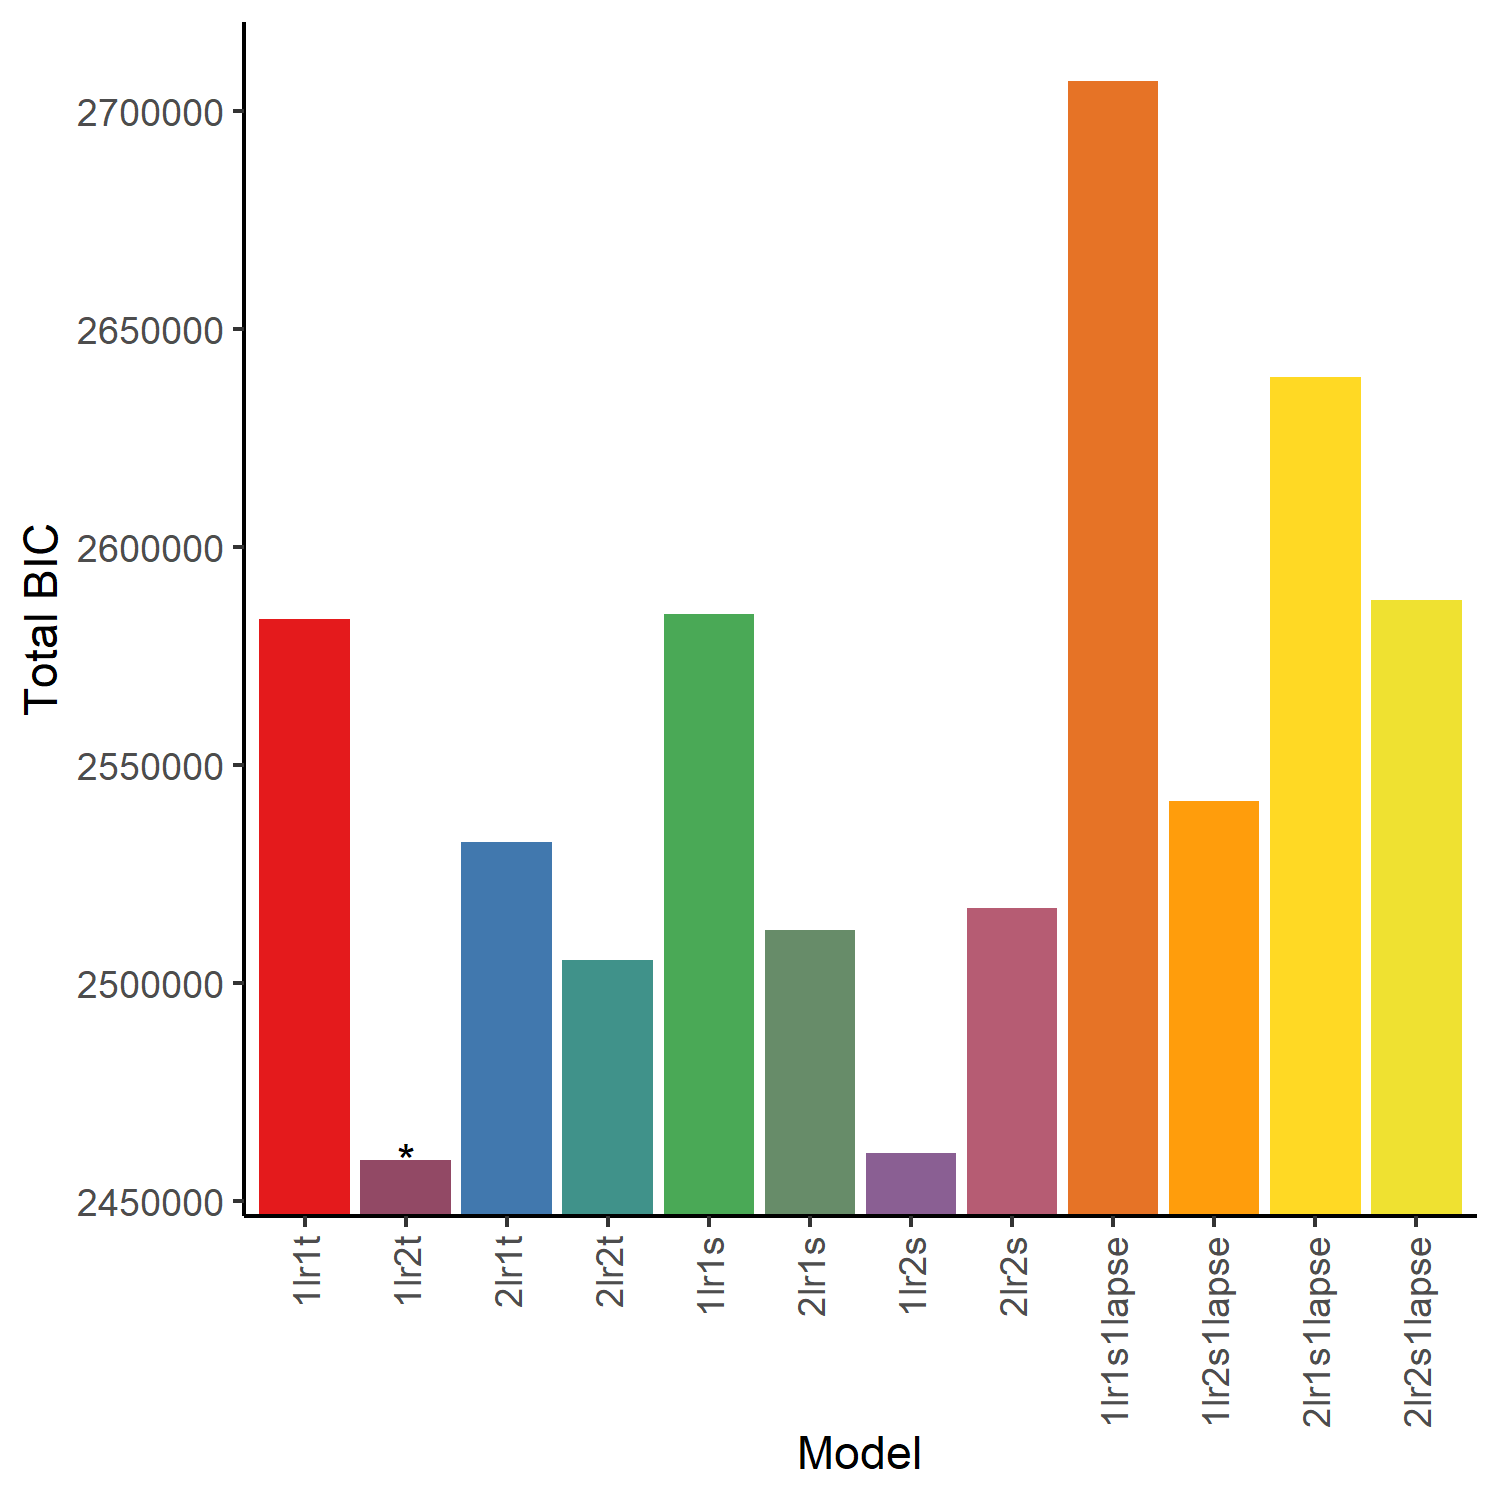 Total BIC
2700000
2650000
2600000
2550000
2500000
2450000
*
1lr1t
1lr2t
2lr1t
2lr2t
1lr1s
2lr1s
1lr2s
2lr2s
1lr1s1lapse
1lr2s1lapse
2lr1s1lapse
2lr2s1lapse
Model